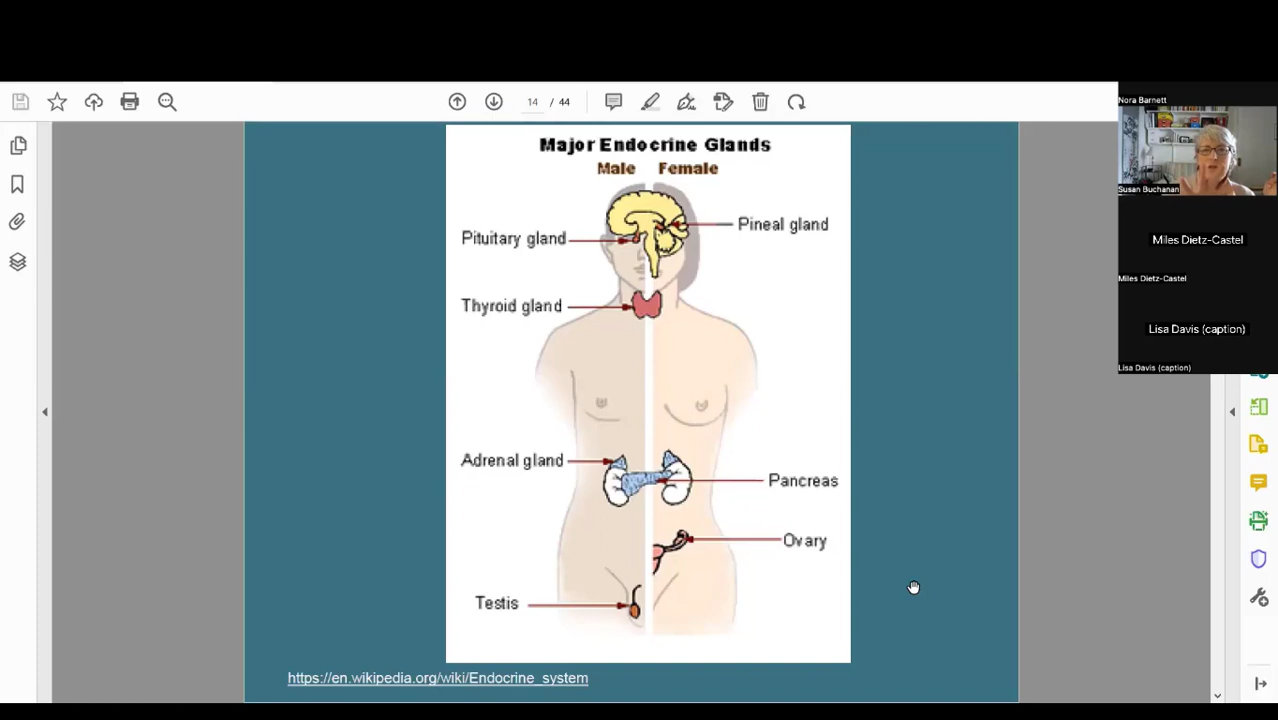 14 / 44
Nora Barnett
Susan Buchanan
Miles Dietz-Castel
Miles Dietz-Castel
Lisa Davis (caption)
Lisa Davis (caption)
Major Endocrine Glands
Male Female
Pineal gland
Pituitary gland
Thyroid gland
Adrenal gland
Pancreas
Ovary
Testis
https://en.wikipedia.org/wiki/Endocrine_system